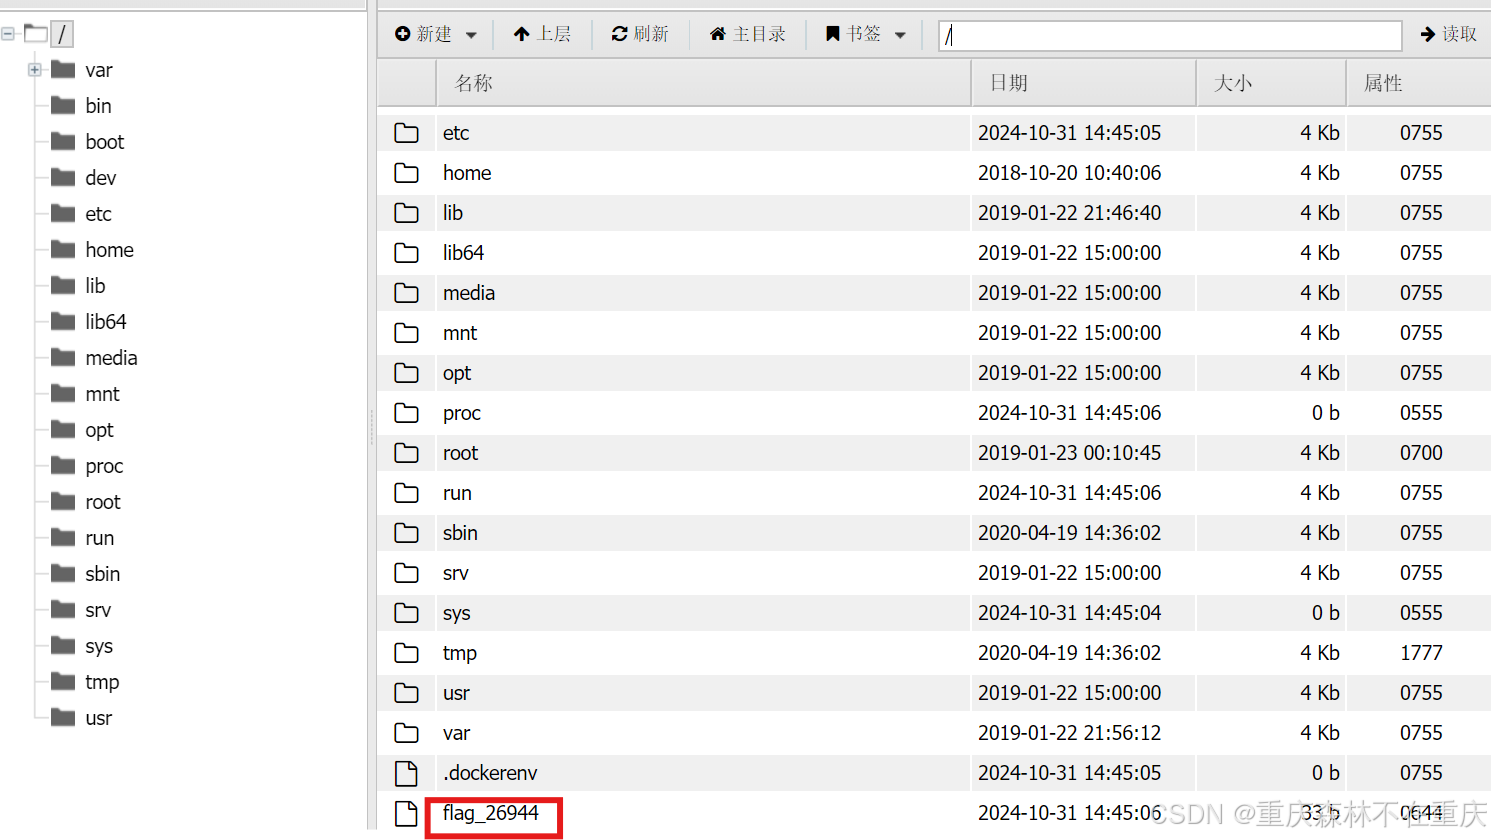 /
var
bin
boot
dev
etc
home
lib
lib64
media
mnt
opt
proc
root
run
sbin
srv
sys
tmp
usr
新建 上层 刷新 主目录 书签 / 读取
名称 日期 大小 属性
etc 2024-10-31 14:45:05 4 Kb 0755
home 2018-10-20 10:40:06 4 Kb 0755
lib 2019-01-22 21:46:40 4 Kb 0755
lib64 2019-01-22 15:00:00 4 Kb 0755
media 2019-01-22 15:00:00 4 Kb 0755
mnt 2019-01-22 15:00:00 4 Kb 0755
opt 2019-01-22 15:00:00 4 Kb 0755
proc 2024-10-31 14:45:06 0 b 0555
root 2019-01-23 00:10:45 4 Kb 0700
run 2024-10-31 14:45:06 4 Kb 0755
sbin 2020-04-19 14:36:02 4 Kb 0755
srv 2019-01-22 15:00:00 4 Kb 0755
sys 2024-10-31 14:45:04 0 b 0555
tmp 2020-04-19 14:36:02 4 Kb 1777
usr 2019-01-22 15:00:00 4 Kb 0755
var 2019-01-22 21:56:12 4 Kb 0755
.dockerenv 2024-10-31 14:45:05 0 b 0755
flag_26944 2024-10-31 14:45:06 33 b 0644
CSDN @重庆森林不在重庆